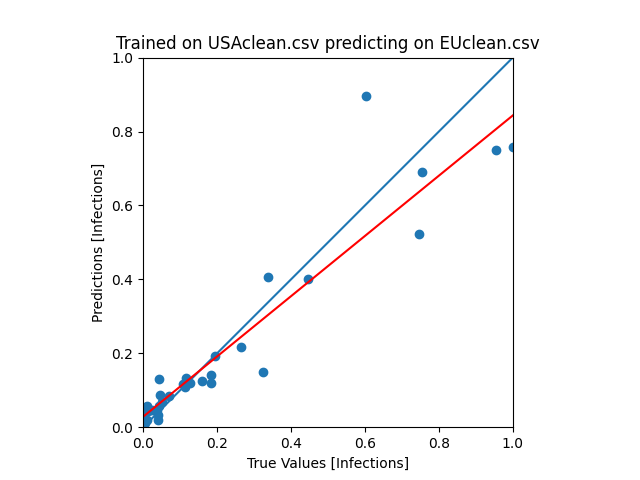 Trained on USAclean.csv predicting on EUclean.csv
1.0
0.8
0.6
0.4
0.2
0.0
Predictions [Infections]
0.0 0.2 0.4 0.6 0.8 1.0
True Values [Infections]